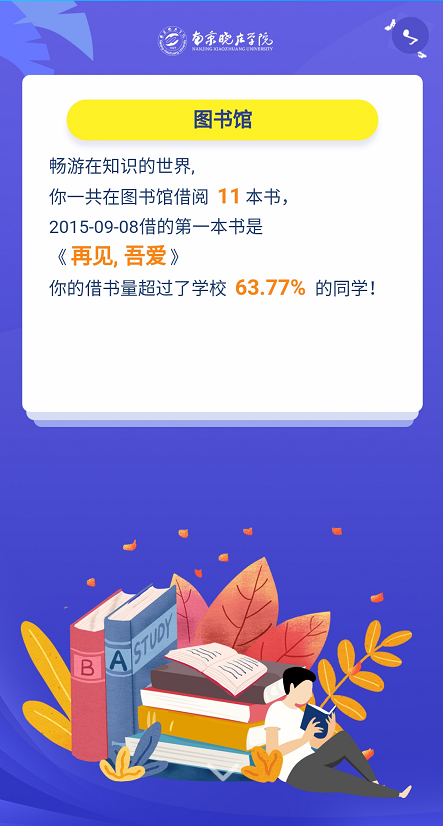 南京晓庄学院
NANJING XIAOZHUANG UNIVERSITY
图书馆
畅游在知识的世界,
你一共在图书馆借阅 11 本书，
2015-09-08借的第一本书是
《再见, 吾爱》
你的借书量超过了学校 63.77% 的同学！
B
A
STUDY